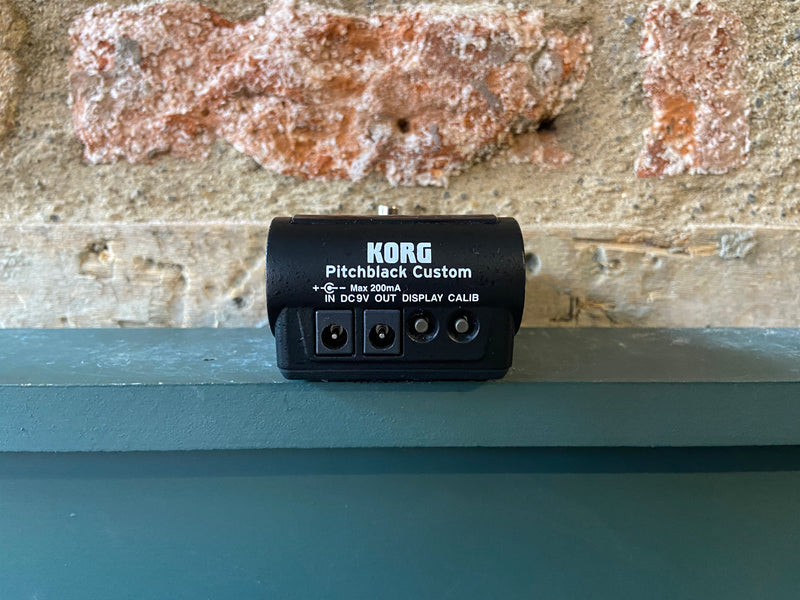 KORG
Pitchblack Custom
+ - Max 200mA
IN DC9V OUT DISPLAY CALIB